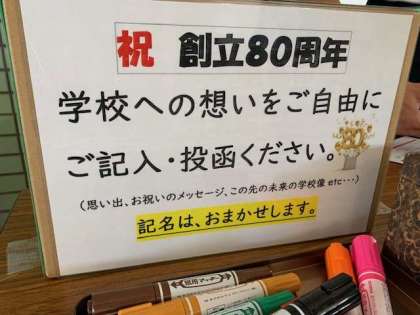 祝 創立80周年
学校への想いをご自由に
ご記入・投函ください。
(思い出、お祝いのメッセージ、この先の未来の学校像 etc・・・)
記名は、おまかせします。